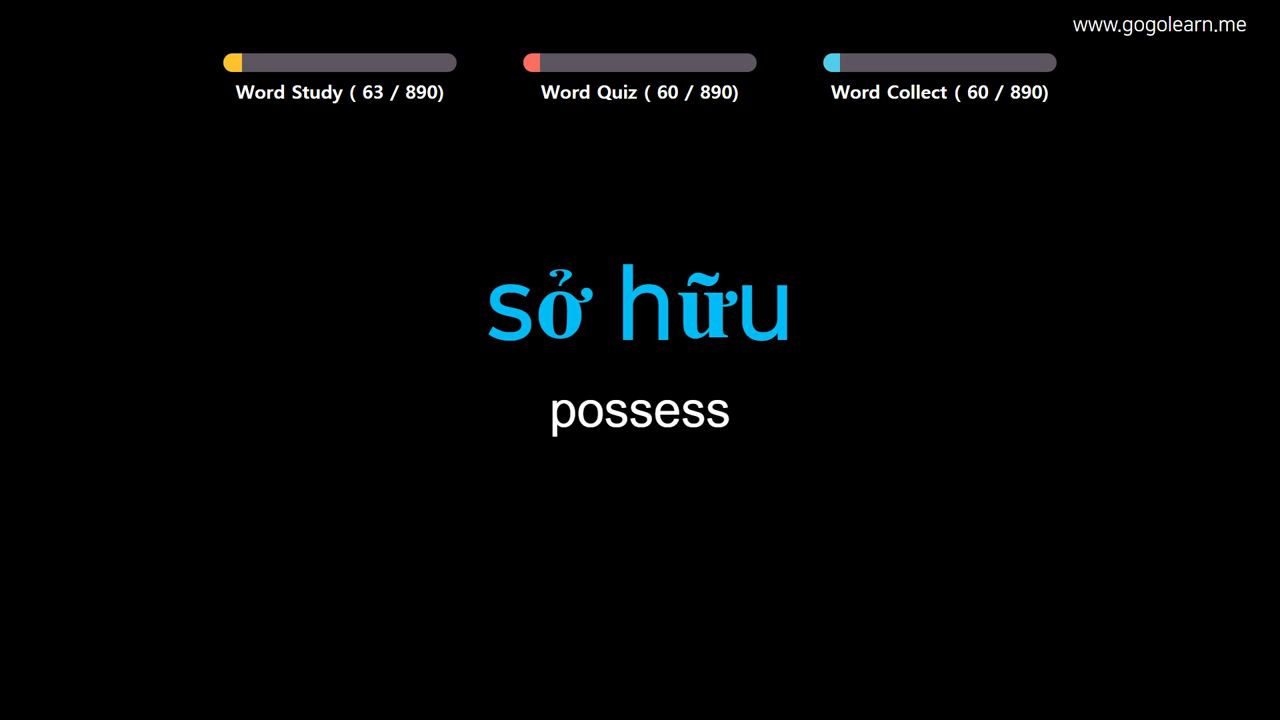 www.gogolearn.me
Word Study ( 63 / 890)
Word Quiz ( 60 / 890)
Word Collect ( 60 / 890)
sở hữu
possess